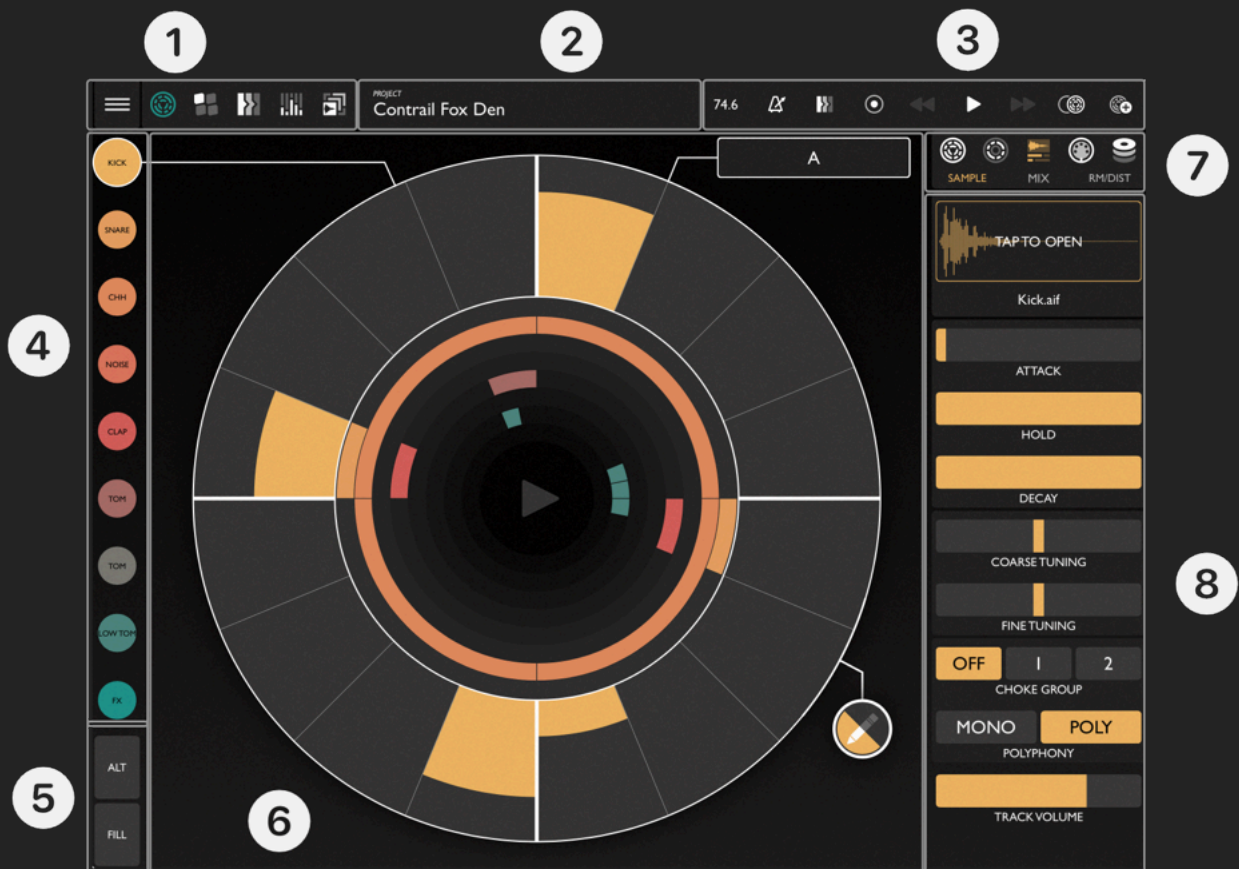 1
2
3
PROJECT
Contrail Fox Den
74.6
KICK
A
7
SAMPLE
MIX
RM/DIST
SNARE
TAP TO OPEN
CHH
Kick.aif
4
NOISE
ATTACK
CLAP
HOLD
TOM
DECAY
TOM
COARSE TUNING
8
LOW TOM
FINE TUNING
OFF
1
2
CHOKE GROUP
FX
MONO
POLY
POLYPHONY
ALT
5
6
FILL
TRACK VOLUME